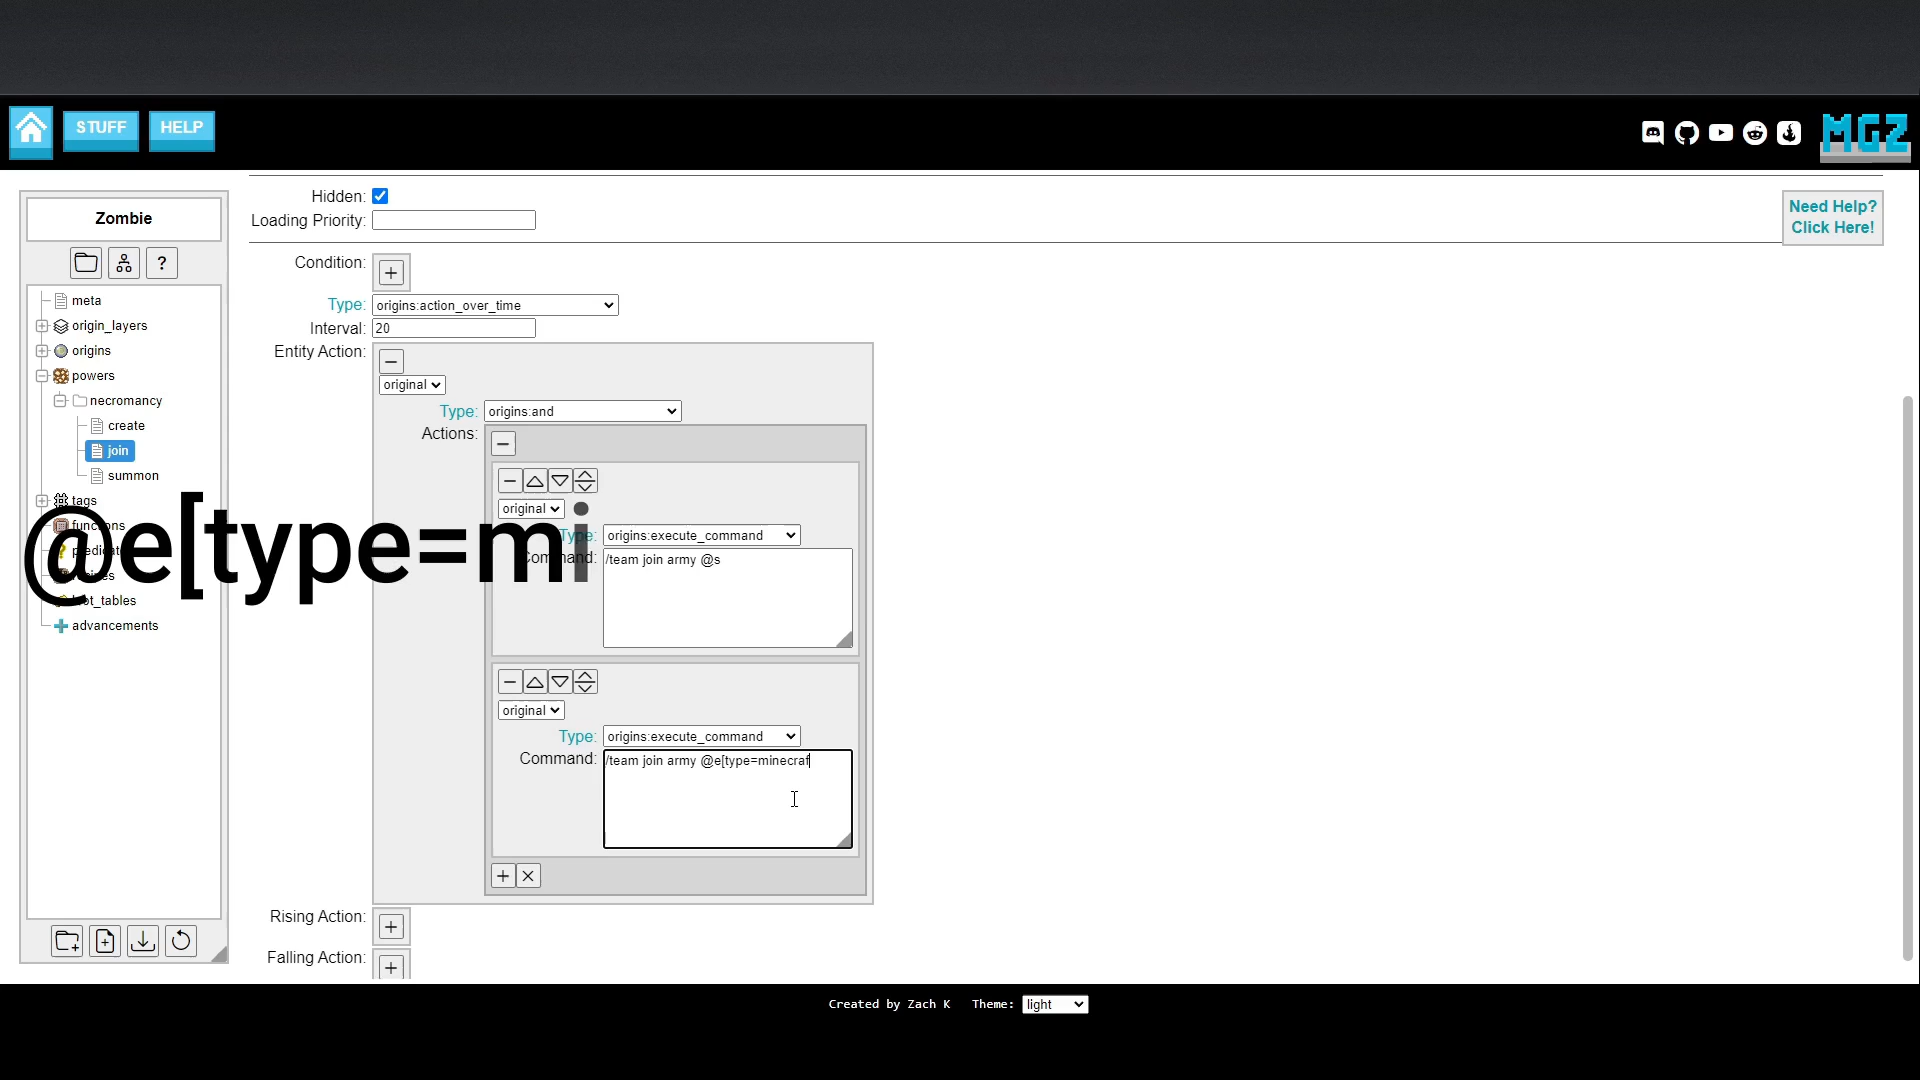 STUFF
HELP
MGZ
Zombie
?
meta
origin_layers
origins
powers
necromancy
create
join
summon
tags
functions
advancements
Hidden:
Loading Priority:
Need Help?
Click Here!
Condition:
Type: origins:action_over_time
Interval: 20
Entity Action:
original
Type: origins:and
Actions:
original
Type: origins:execute_command
Command: /team join army @s
@e[type=mi
original
Type: origins:execute_command
Command: /team join army @e[type=minecraf
Rising Action:
Falling Action:
Created by Zach K Theme: light